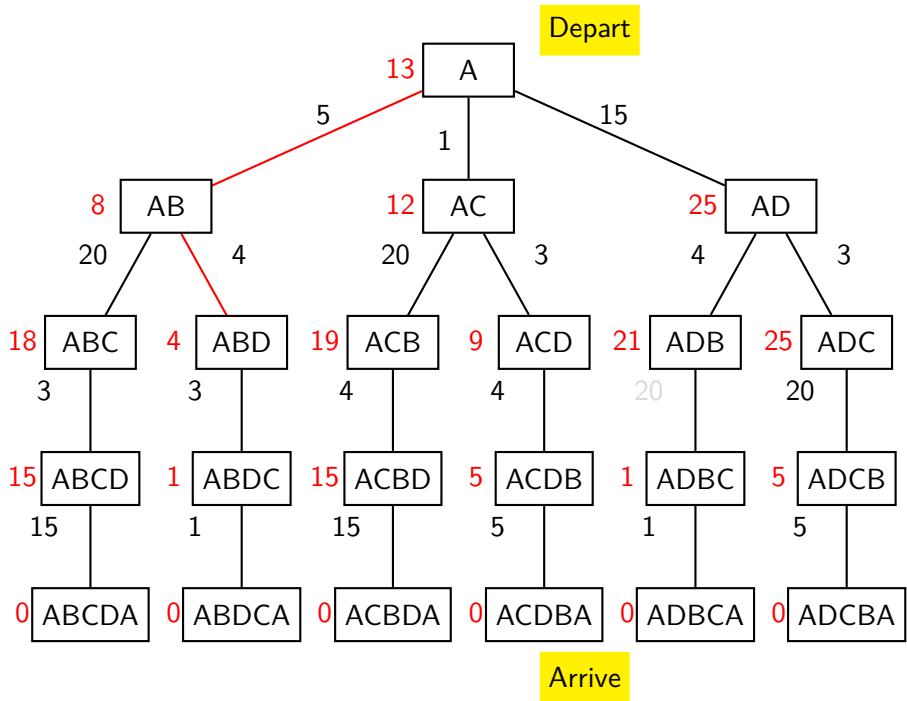 Depart
13 A
5 1 15
8 AB 12 AC 25 AD
20 4 20 3 4 3
18 ABC 4 ABD 19 ACB 9 ACD 21 ADB 25 ADC
3 3 4 4 20 20
15 ABCD 1 ABDC 15 ACBD 5 ACDB 1 ADBC 5 ADCB
15 1 15 5 1 5
0 ABCDA 0 ABDCA 0 ACBDA 0 ACDBA 0 ADBCA 0 ADCBA
Arrive